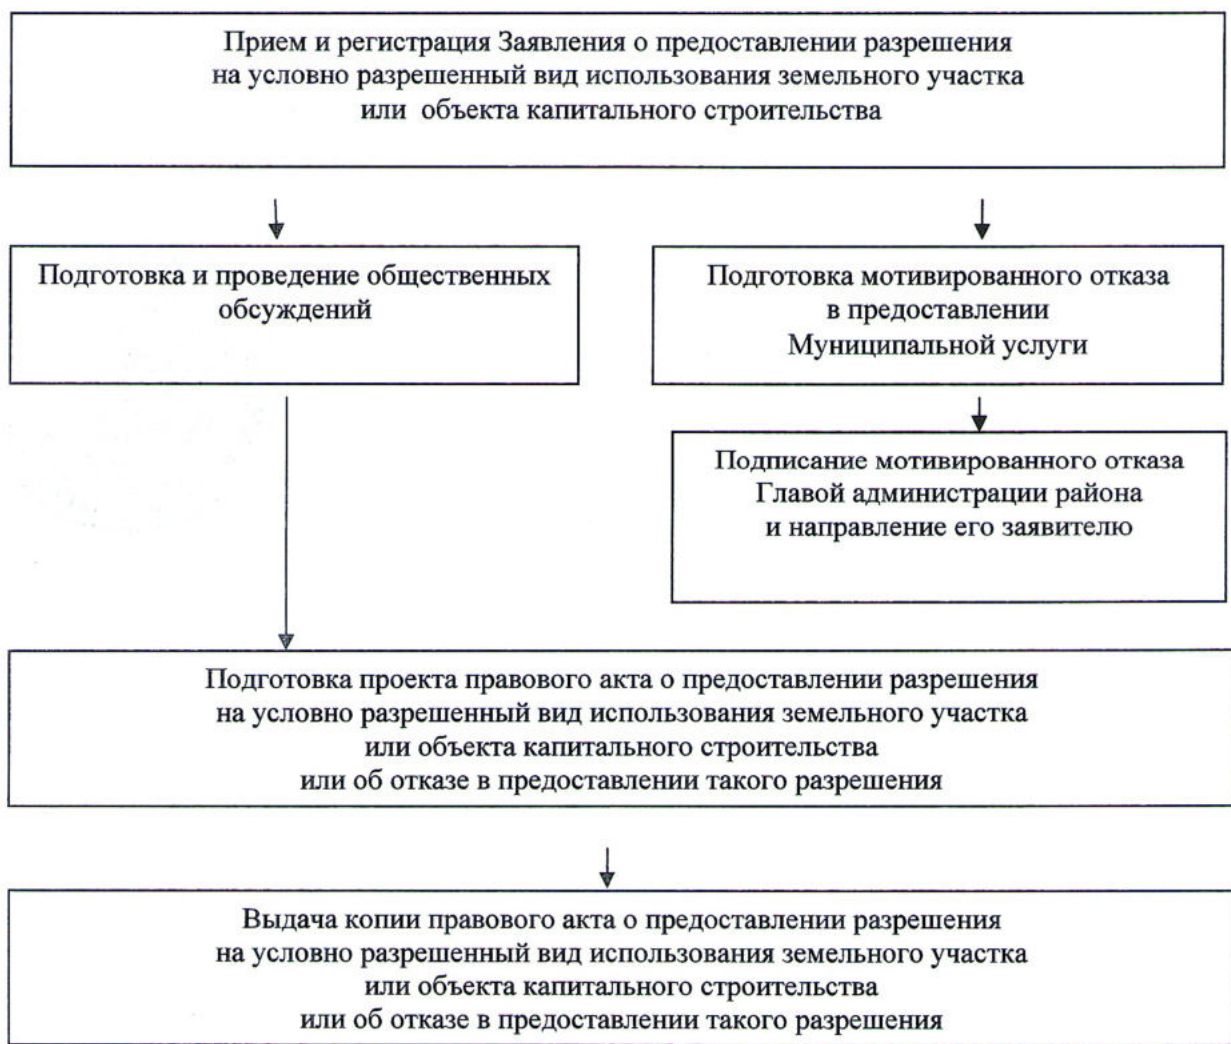 Прием и регистрация Заявления о предоставлении разрешения
на условно разрешенный вид использования земельного участка
или объекта капитального строительства
Подготовка и проведение общественных
обсуждений
Подготовка мотивированного отказа
в предоставлении
Муниципальной услуги
Подписание мотивированного отказа
Главой администрации района
и направление его заявителю
Подготовка проекта правового акта о предоставлении разрешения
на условно разрешенный вид использования земельного участка
или объекта капитального строительства
или об отказе в предоставлении такого разрешения
Выдача копии правового акта о предоставлении разрешения
на условно разрешенный вид использования земельного участка
или объекта капитального строительства
или об отказе в предоставлении такого разрешения